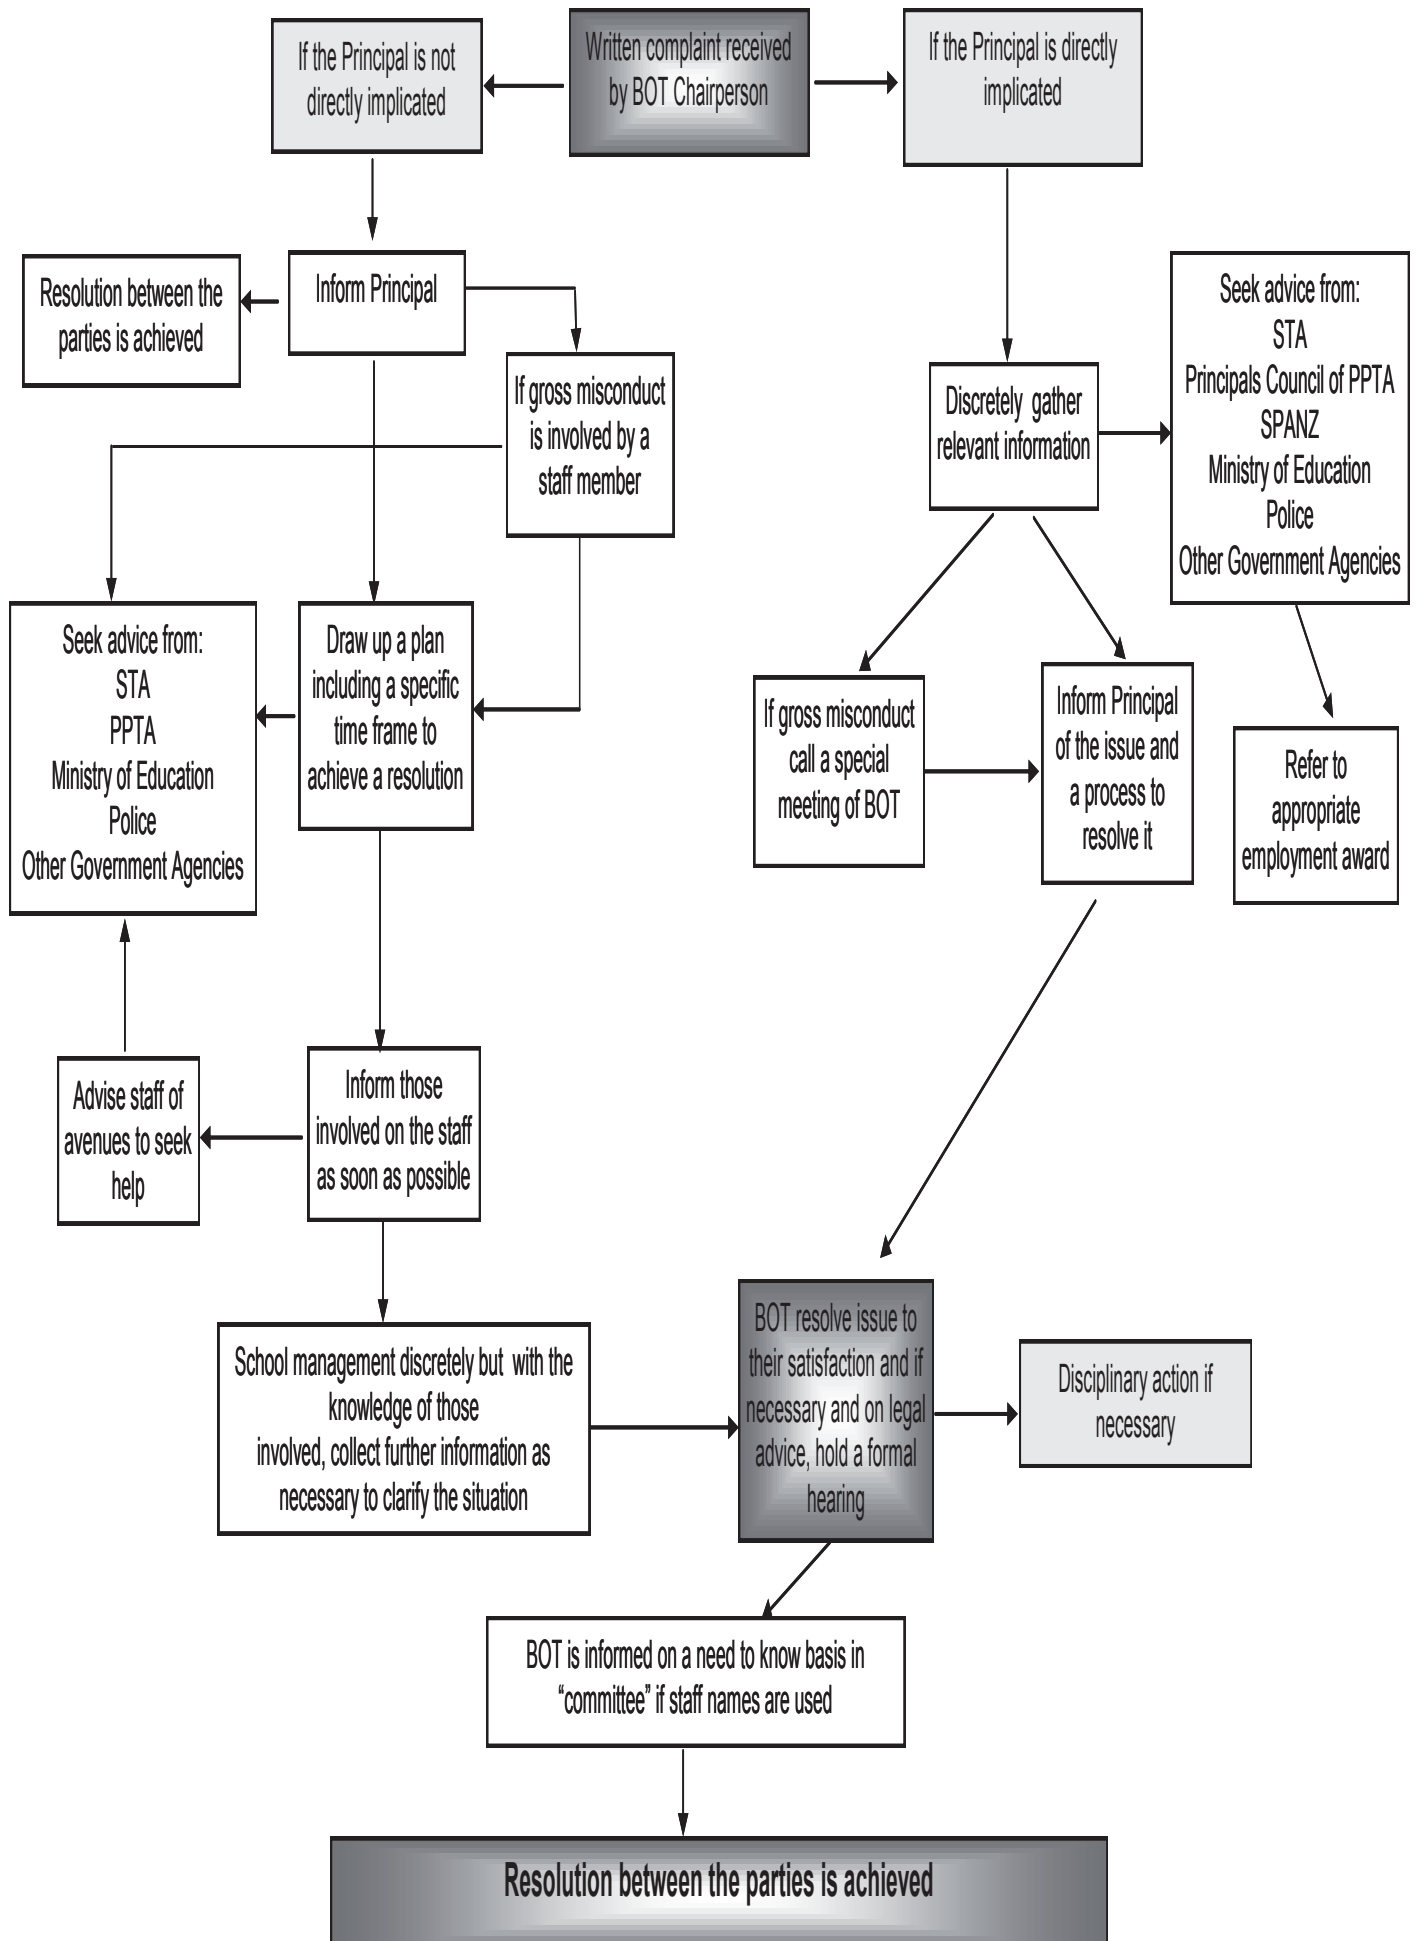 If the Principal is not
directly implicated
Written complaint received
by BOT Chairperson
If the Principal is directly
implicated
Resolution between the
parties is achieved
Inform Principal
If gross misconduct
is involved by a
staff member
Discretely gather
relevant information
Seek advice from:
STA
Principals Council of PPTA
SPANZ
Ministry of Education
Police
Other Government Agencies
Seek advice from:
STA
PPTA
Ministry of Education
Police
Other Government Agencies
Draw up a plan
including a specific
time frame to
achieve a resolution
If gross misconduct
call a special
meeting of BOT
Inform Principal
of the issue and
a process to
resolve it
Refer to
appropriate
employment award
Advise staff of
avenues to seek
help
Inform those
involved on the staff
as soon as possible
School management discretely but with the
knowledge of those
involved, collect further information as
necessary to clarify the situation
BOT resolve issue to
their satisfaction and if
necessary and on legal
advice, hold a formal
hearing
Disciplinary action if
necessary
BOT is informed on a need to know basis in
“committee” if staff names are used
Resolution between the parties is achieved